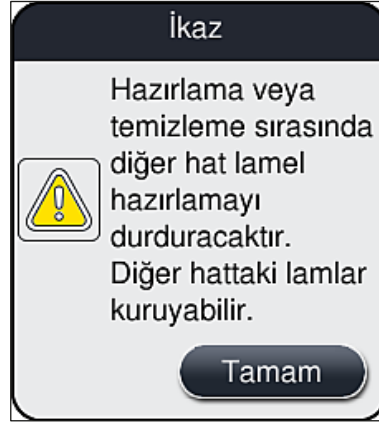 İkaz
Hazırlama veya
temizleme sırasında
diğer hat lamel
hazırlamayı
durduracaktır.
Diğer hattaki lamlar
kuruyabilir.
Tamam